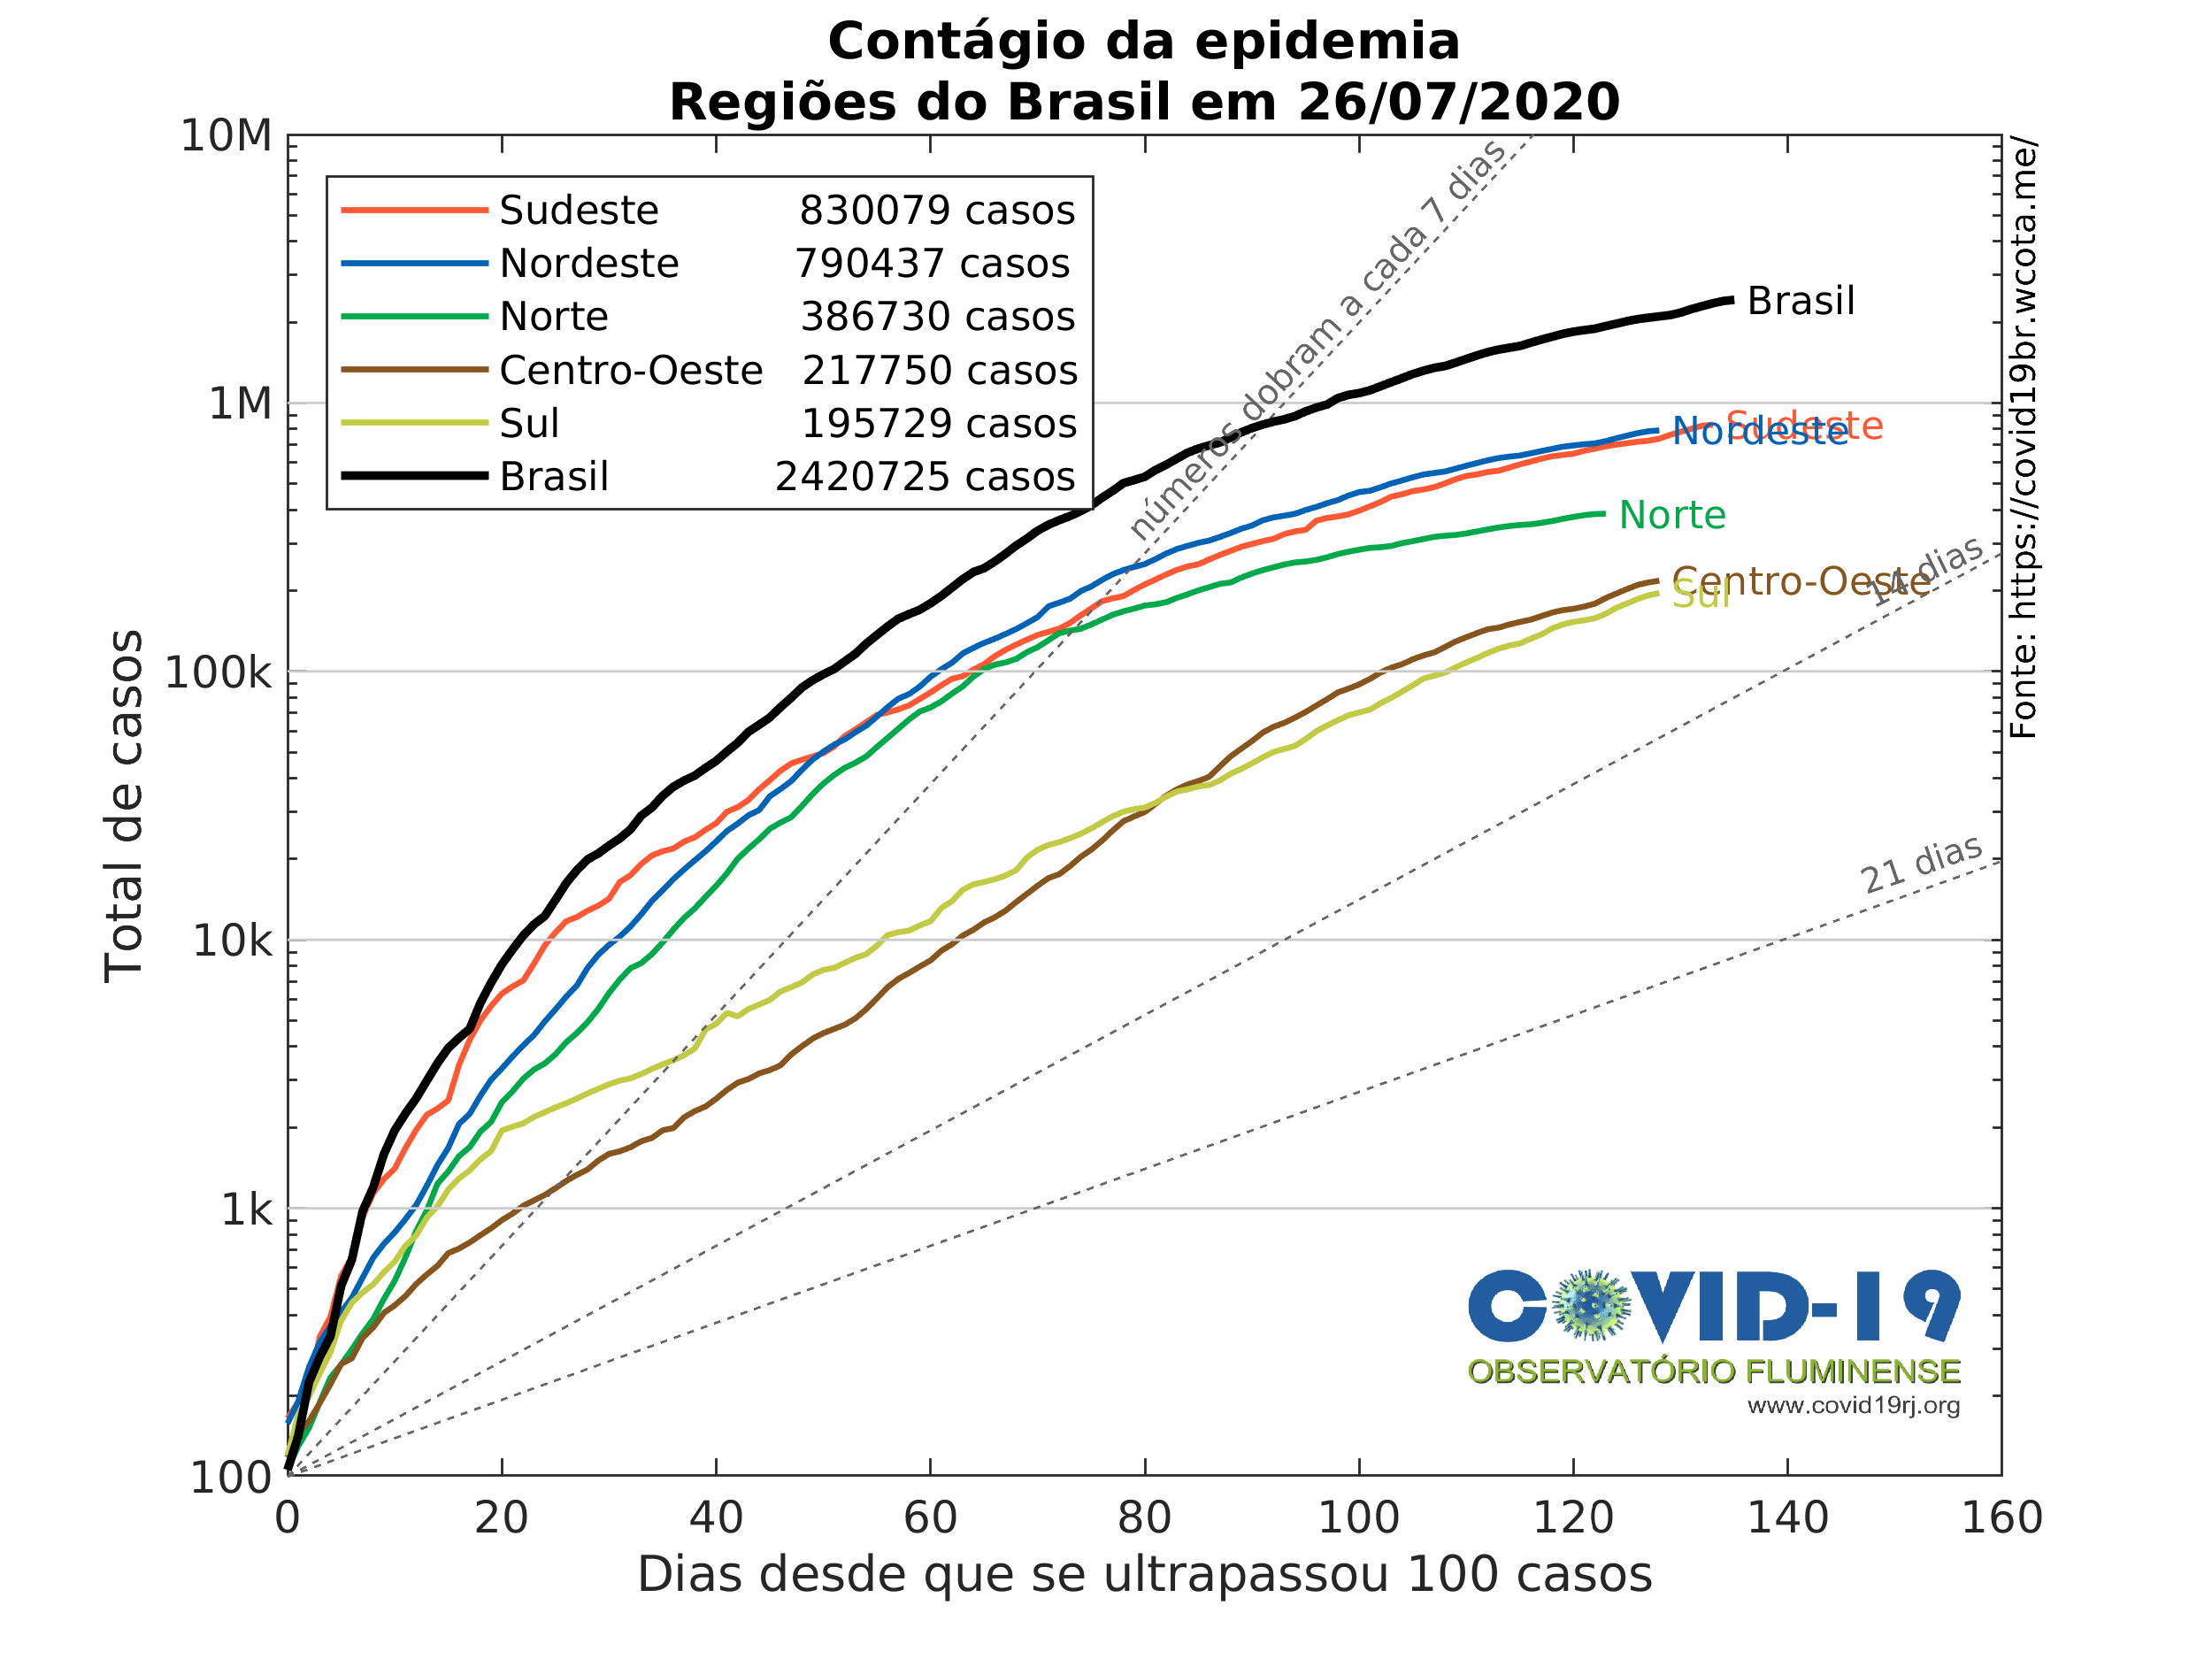 Contágio da epidemia
Regiões do Brasil em 26/07/2020
10M
1M
100k
10k
1k
100
Total de casos
Sudeste 830079 casos
Nordeste 790437 casos
Norte 386730 casos
Centro-Oeste 217750 casos
Sul 195729 casos
Brasil 2420725 casos
números dobram a cada 7 dias
14 dias
21 dias
Brasil
Sudeste
Nordeste
Norte
Centro-Oeste
Sul
Fonte: https://covid19br.wcota.me/
COVID-19
OBSERVATÓRIO FLUMINENSE
www.covid19rj.org
0 20 40 60 80 100 120 140 160
Dias desde que se ultrapassou 100 casos